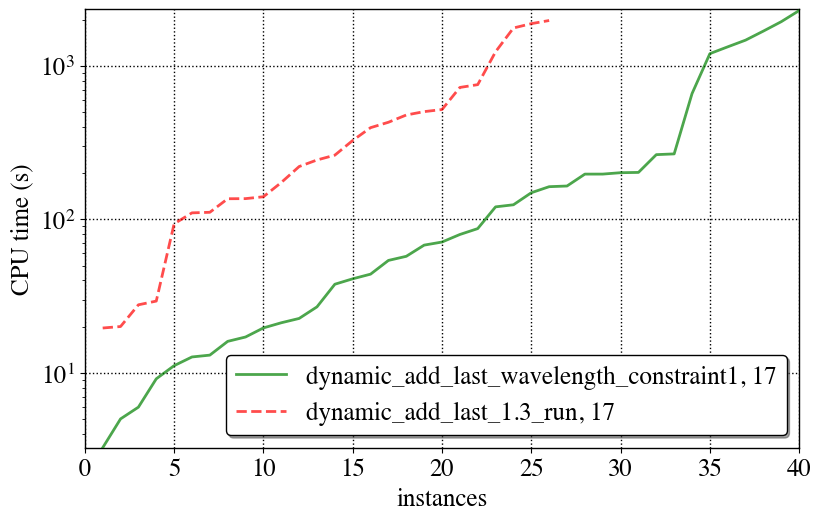 10³
10²
10¹
CPU time (s)
dynamic_add_last_wavelength_constraint1, 17
dynamic_add_last_1.3_run, 17
0 5 10 15 20 25 30 35 40
instances